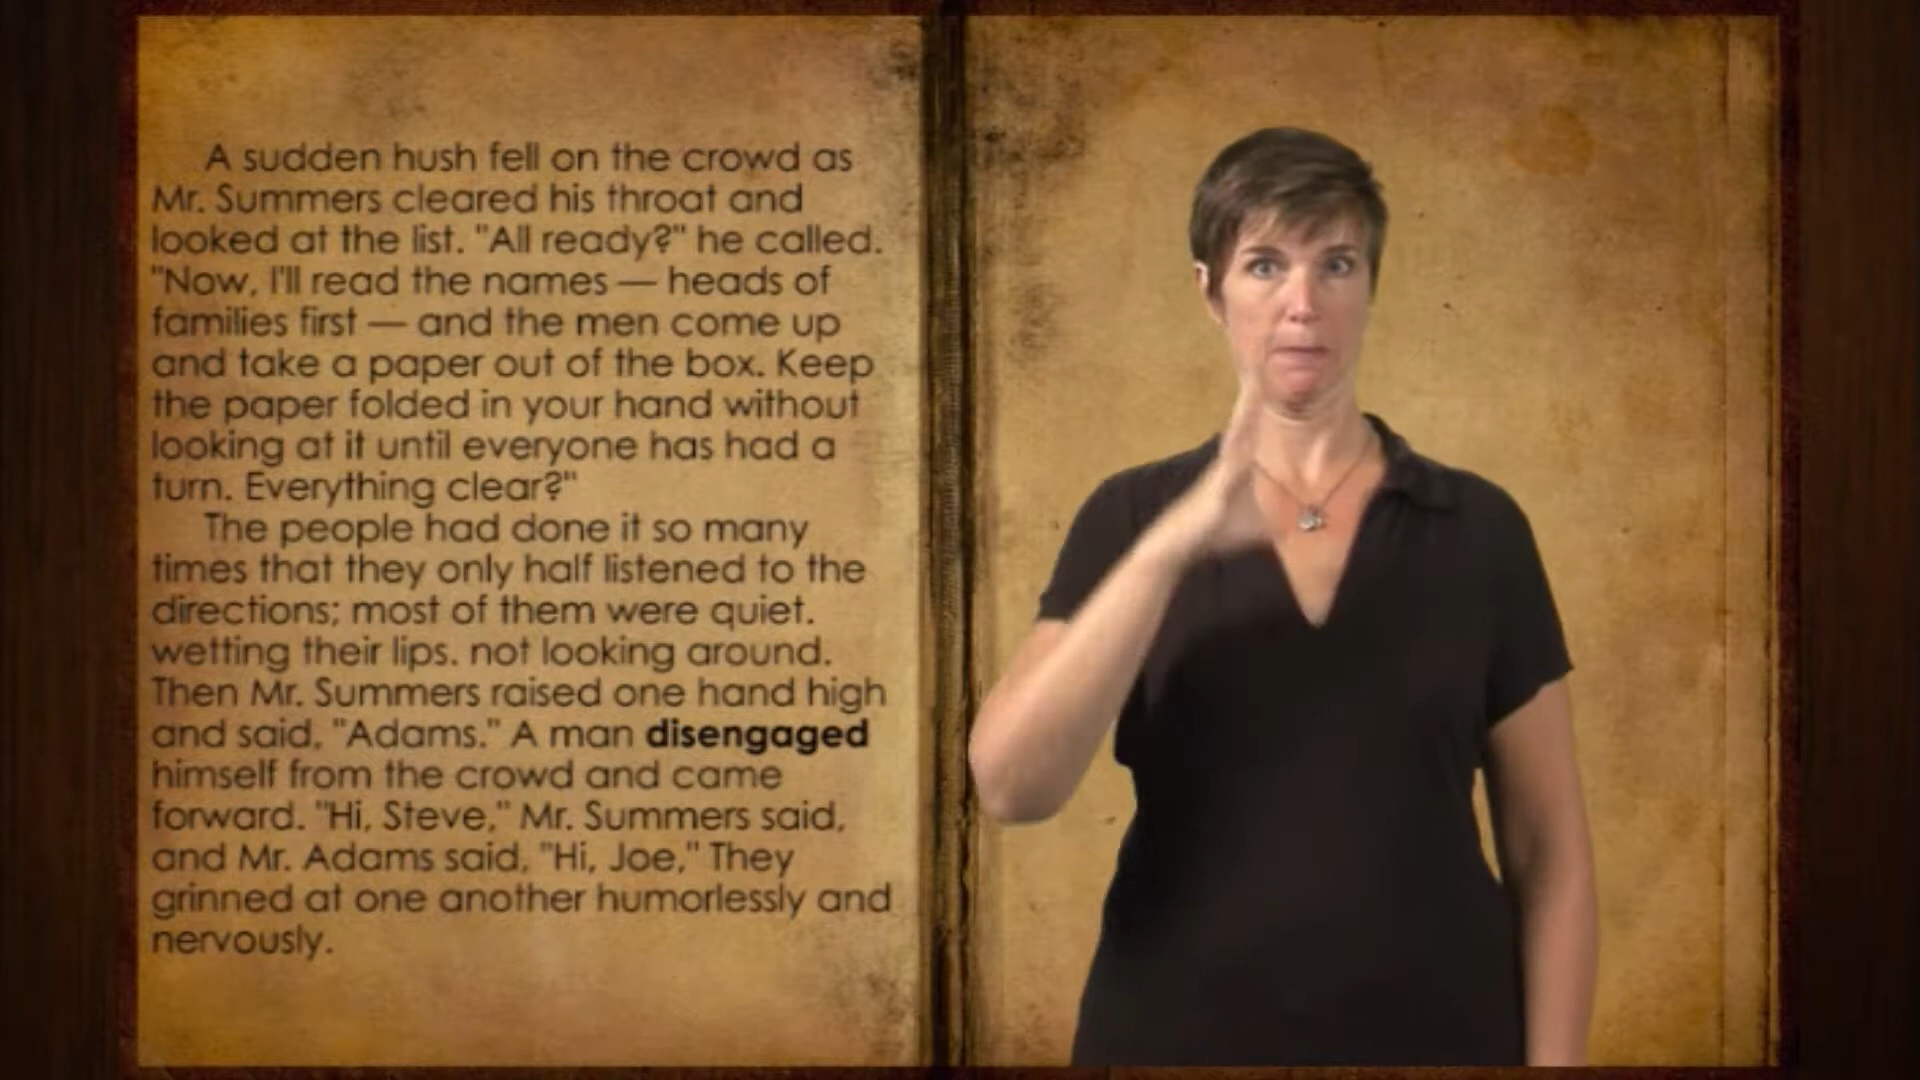 A sudden hush fell on the crowd as
Mr. Summers cleared his throat and
looked at the list. "All ready?" he called.
"Now, I'll read the names — heads of
families first — and the men come up
and take a paper out of the box. Keep
the paper folded in your hand without
looking at it until everyone has had a
turn. Everything clear?"
The people had done it so many
times that they only half listened to the
directions; most of them were quiet.
wetting their lips. not looking around.
Then Mr. Summers raised one hand high
and said, "Adams." A man disengaged
himself from the crowd and came
forward. "Hi, Steve," Mr. Summers said,
and Mr. Adams said, "Hi, Joe," They
grinned at one another humorlessly and
nervously.